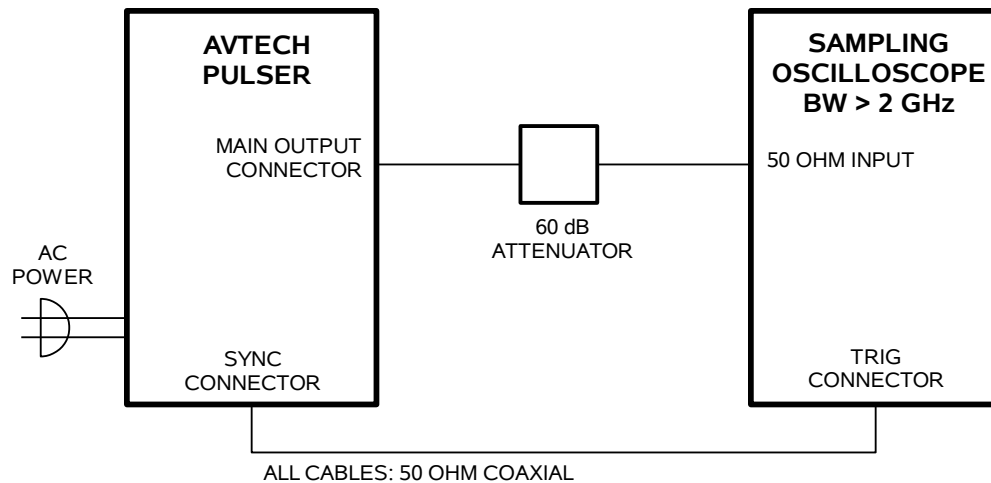 AVTECH
PULSER
SAMPLING
OSCILLOSCOPE
BW > 2 GHz
MAIN OUTPUT
CONNECTOR
50 OHM INPUT
60 dB
ATTENUATOR
AC
POWER
SYNC
CONNECTOR
TRIG
CONNECTOR
ALL CABLES: 50 OHM COAXIAL